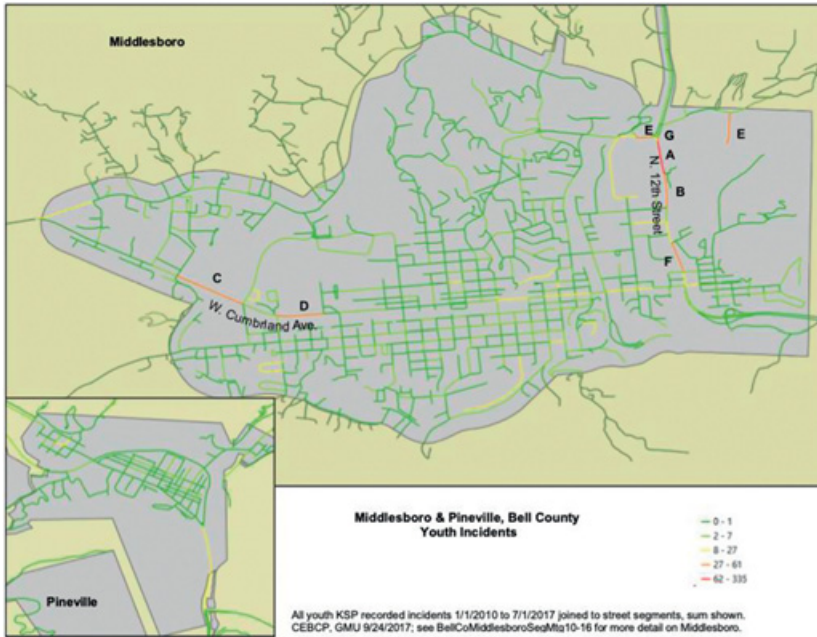 Middlesboro
E
G
E
A
N. 12th Street
B
F
C
D
W. Cumbrland Ave.
Pineville
Middlesboro & Pineville, Bell County
Youth Incidents
0 - 1
2 - 7
8 - 27
27 - 61
62 - 335
All youth KSP recorded incidents 1/1/2010 to 7/1/2017 joined to street segments, sum shown.
CEBCP, GMU 9/24/2017; see BellCoMiddlesboroSegMtg10-16 for more detail on Middlesboro.